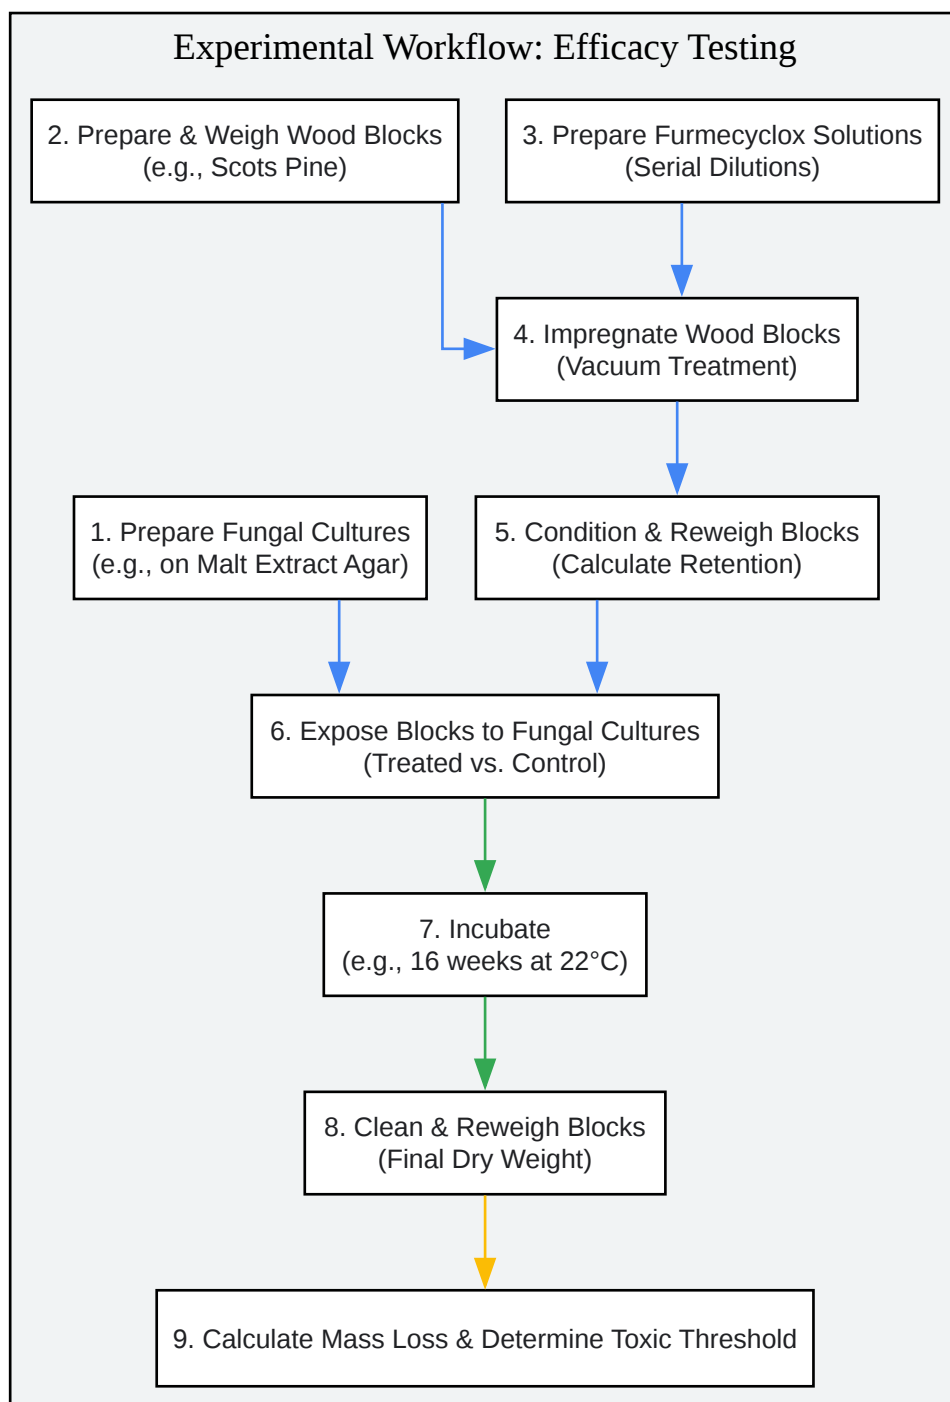 Experimental Workflow: Efficacy Testing
2. Prepare & Weigh Wood Blocks
(e.g., Scots Pine)
3. Prepare Furmecyclox Solutions
(Serial Dilutions)
4. Impregnate Wood Blocks
(Vacuum Treatment)
1. Prepare Fungal Cultures
(e.g., on Malt Extract Agar)
5. Condition & Reweigh Blocks
(Calculate Retention)
6. Expose Blocks to Fungal Cultures
(Treated vs. Control)
7. Incubate
(e.g., 16 weeks at 22°C)
8. Clean & Reweigh Blocks
(Final Dry Weight)
9. Calculate Mass Loss & Determine Toxic Threshold